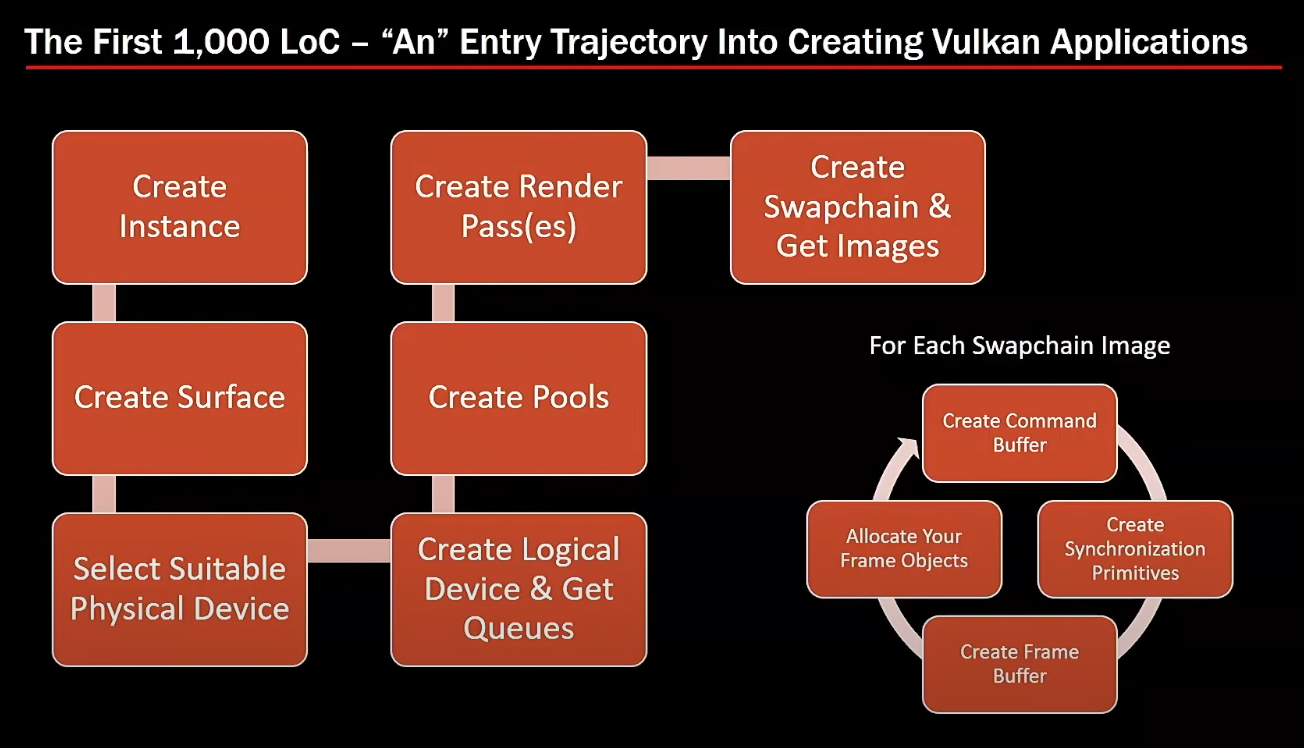 The First 1,000 LoC – “An” Entry Trajectory Into Creating Vulkan Applications
Create
Instance
Create Surface
Select Suitable
Physical Device
Create Logical
Device & Get
Queues
Create Pools
Create Render
Pass(es)
Create
Swapchain &
Get Images
For Each Swapchain Image
Create Command
Buffer
Create
Synchronization
Primitives
Create Frame
Buffer
Allocate Your
Frame Objects